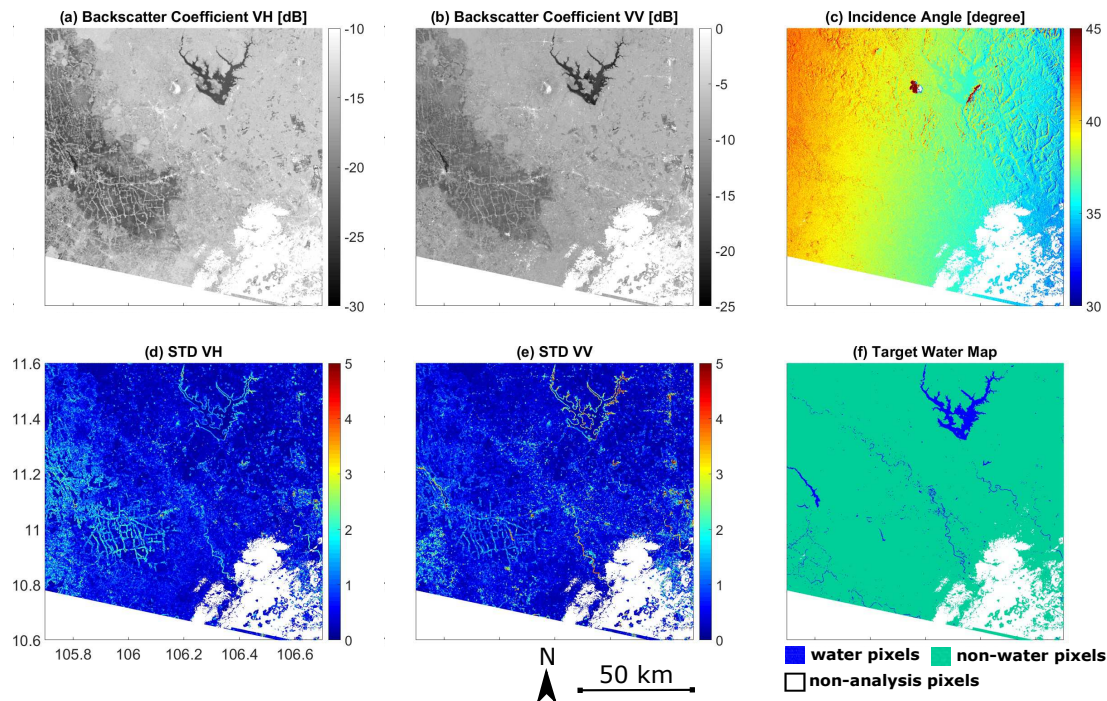 (a) Backscatter Coefficient VH [dB]
(b) Backscatter Coefficient VV [dB]
(c) Incidence Angle [degree]
-10
-15
-20
-25
-30
0
-5
-10
-15
-20
-25
45
40
35
30
(d) STD VH
(e) STD VV
(f) Target Water Map
11.6
11.4
11.2
11
10.8
10.6
105.8 106 106.2 106.4 106.6
5
4
3
2
1
0
5
4
3
2
1
0
N
50 km
water pixels
non-water pixels
non-analysis pixels